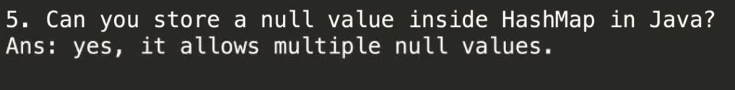 5. Can you store a null value inside HashMap in Java?
Ans: yes, it allows multiple null values.